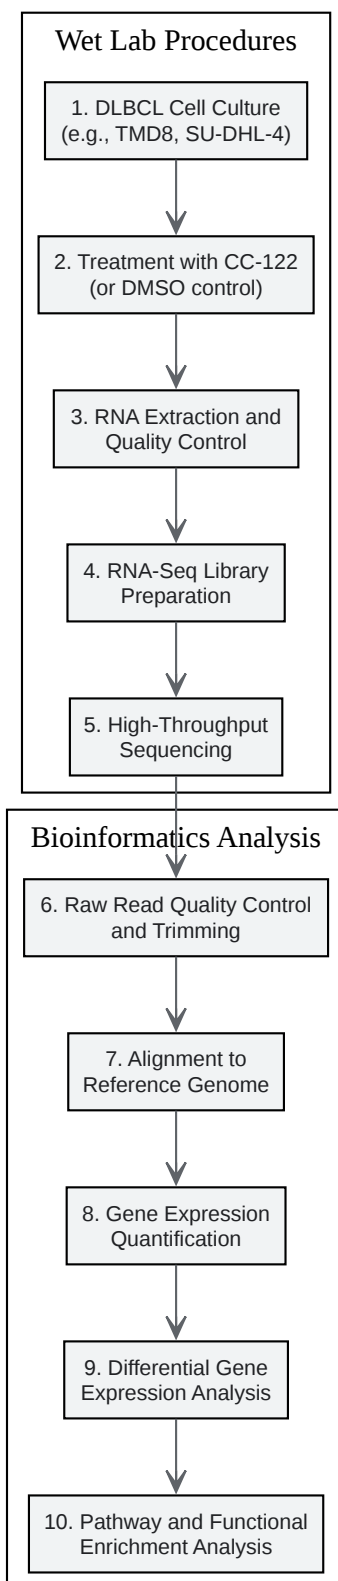 Wet Lab Procedures
1. DLBCL Cell Culture
(e.g., TMD8, SU-DHL-4)
2. Treatment with CC-122
(or DMSO control)
3. RNA Extraction and
Quality Control
4. RNA-Seq Library
Preparation
5. High-Throughput
Sequencing
Bioinformatics Analysis
6. Raw Read Quality Control
and Trimming
7. Alignment to
Reference Genome
8. Gene Expression
Quantification
9. Differential Gene
Expression Analysis
10. Pathway and Functional
Enrichment Analysis